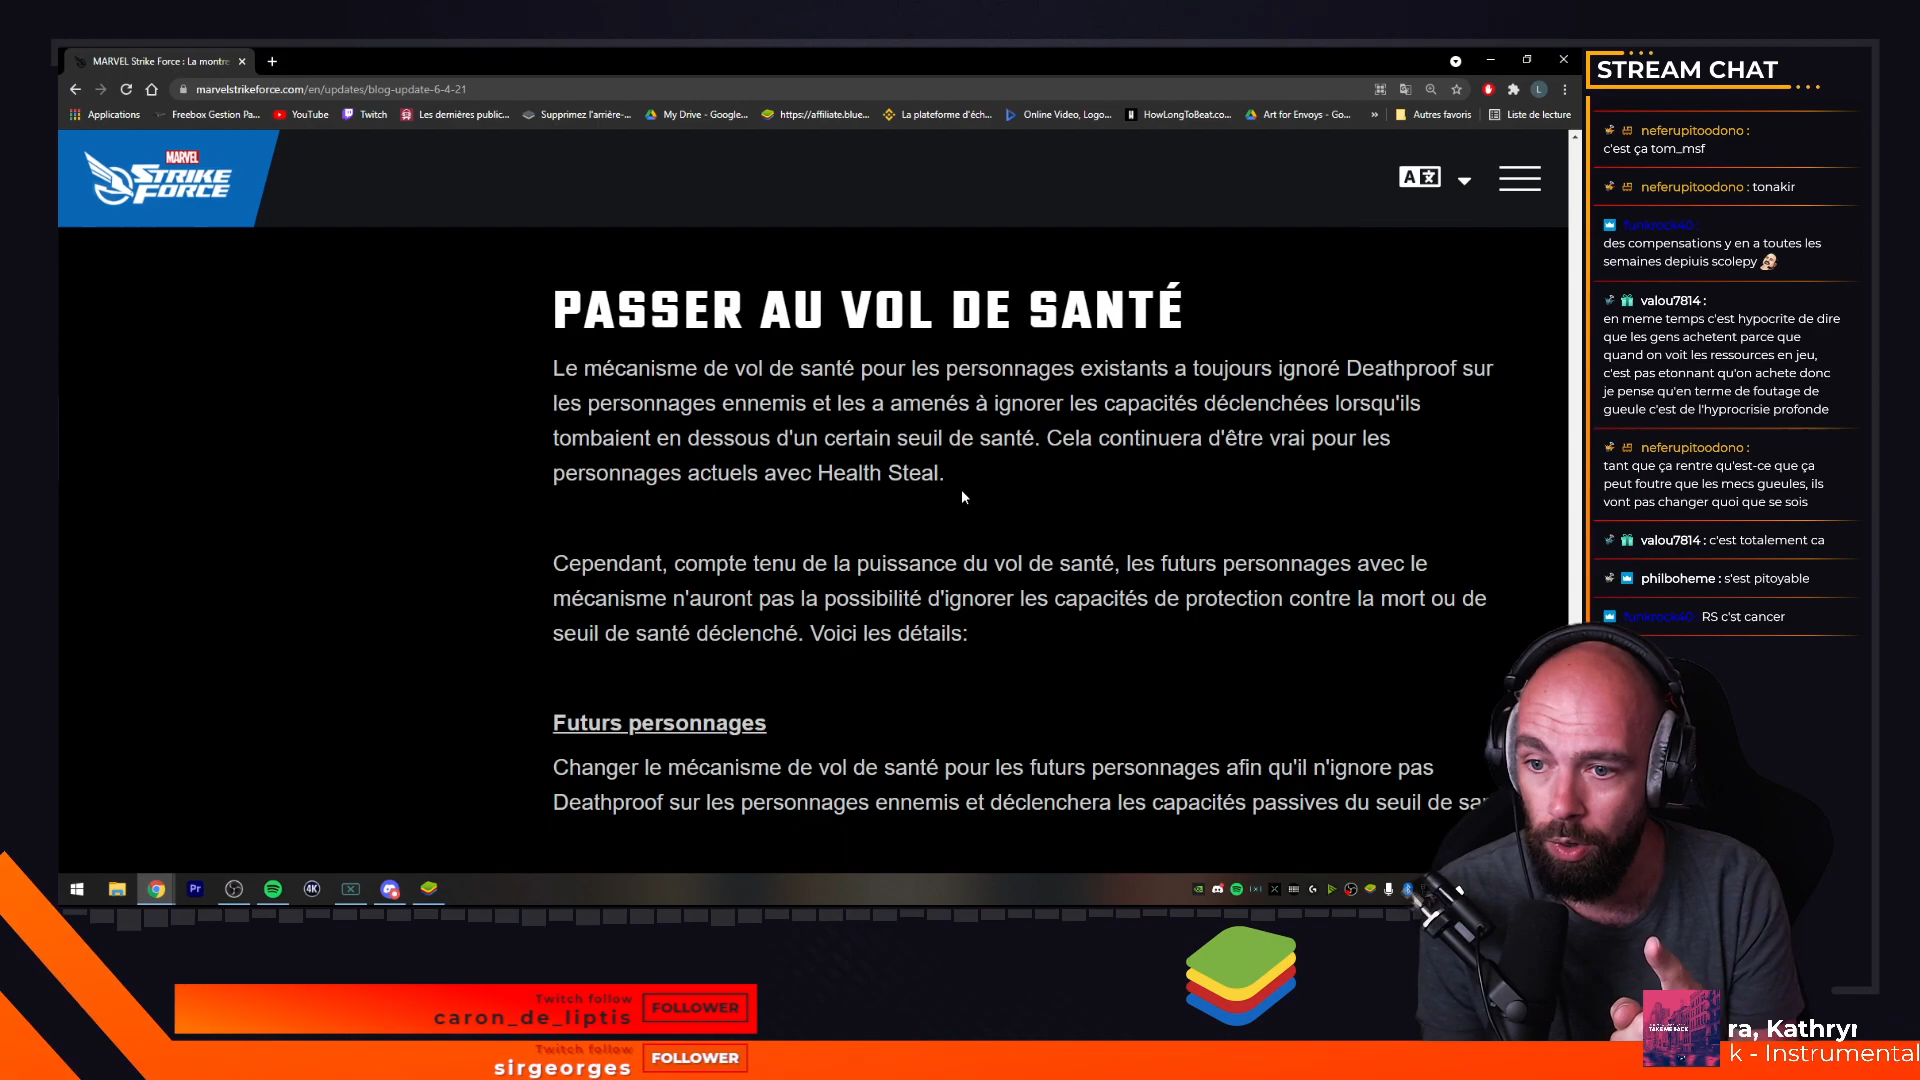 MARVEL Strike Force : La montre
marvelstrikeforce.com/en/updates/blog-update-6-4-21
Applications
Freebox Gestion Pa...
YouTube
Twitch
Les dernières public...
Supprimez l'arrière-...
My Drive - Google...
https://affiliate.blue...
La plateforme d'éch...
Online Video, Logo...
HowLongToBeat.co...
Art for Envoys - Go...
Autres favoris
Liste de lecture
MARVEL
STRIKE
FORCE
PASSER AU VOL DE SANTÉ
Le mécanisme de vol de santé pour les personnages existants a toujours ignoré Deathproof sur
les personnages ennemis et les a amenés à ignorer les capacités déclenchées lorsqu'ils
tombaient en dessous d'un certain seuil de santé. Cela continuera d'être vrai pour les
personnages actuels avec Health Steal.
Cependant, compte tenu de la puissance du vol de santé, les futurs personnages avec le
mécanisme n'auront pas la possibilité d'ignorer les capacités de protection contre la mort ou de
seuil de santé déclenché. Voici les détails:
Futurs personnages
Changer le mécanisme de vol de santé pour les futurs personnages afin qu'il n'ignore pas
Deathproof sur les personnages ennemis et déclenchera les capacités passives du seuil de sa
STREAM CHAT
neferupitoodono :
c'est ça tom_msf
neferupitoodono : tonakir
funkrock40 :
des compensations y en a toutes les
semaines depiuis scolepy
valou7814 :
en meme temps c'est hypocrite de dire
que les gens achetent parce que
quand on voit les ressources en jeu,
c'est pas etonnant qu'on achete donc
je pense qu'en terme de foutage de
gueule c'est de l'hyprocrisie profonde
neferupitoodono :
tant que ça rentre qu'est-ce que ça
peut foutre que les mecs gueules, ils
vont pas changer quoi que se sois
valou7814 : c'est totalement ca
philboheme : s'est pitoyable
funkrock40 : RS c'st cancer
Pr
4K
Twitch follow
caron_de_liptis
FOLLOWER
Twitch follow
sirgeorges
FOLLOWER
TAKE ME BACK
ra, Kathryr
k - Instrumental